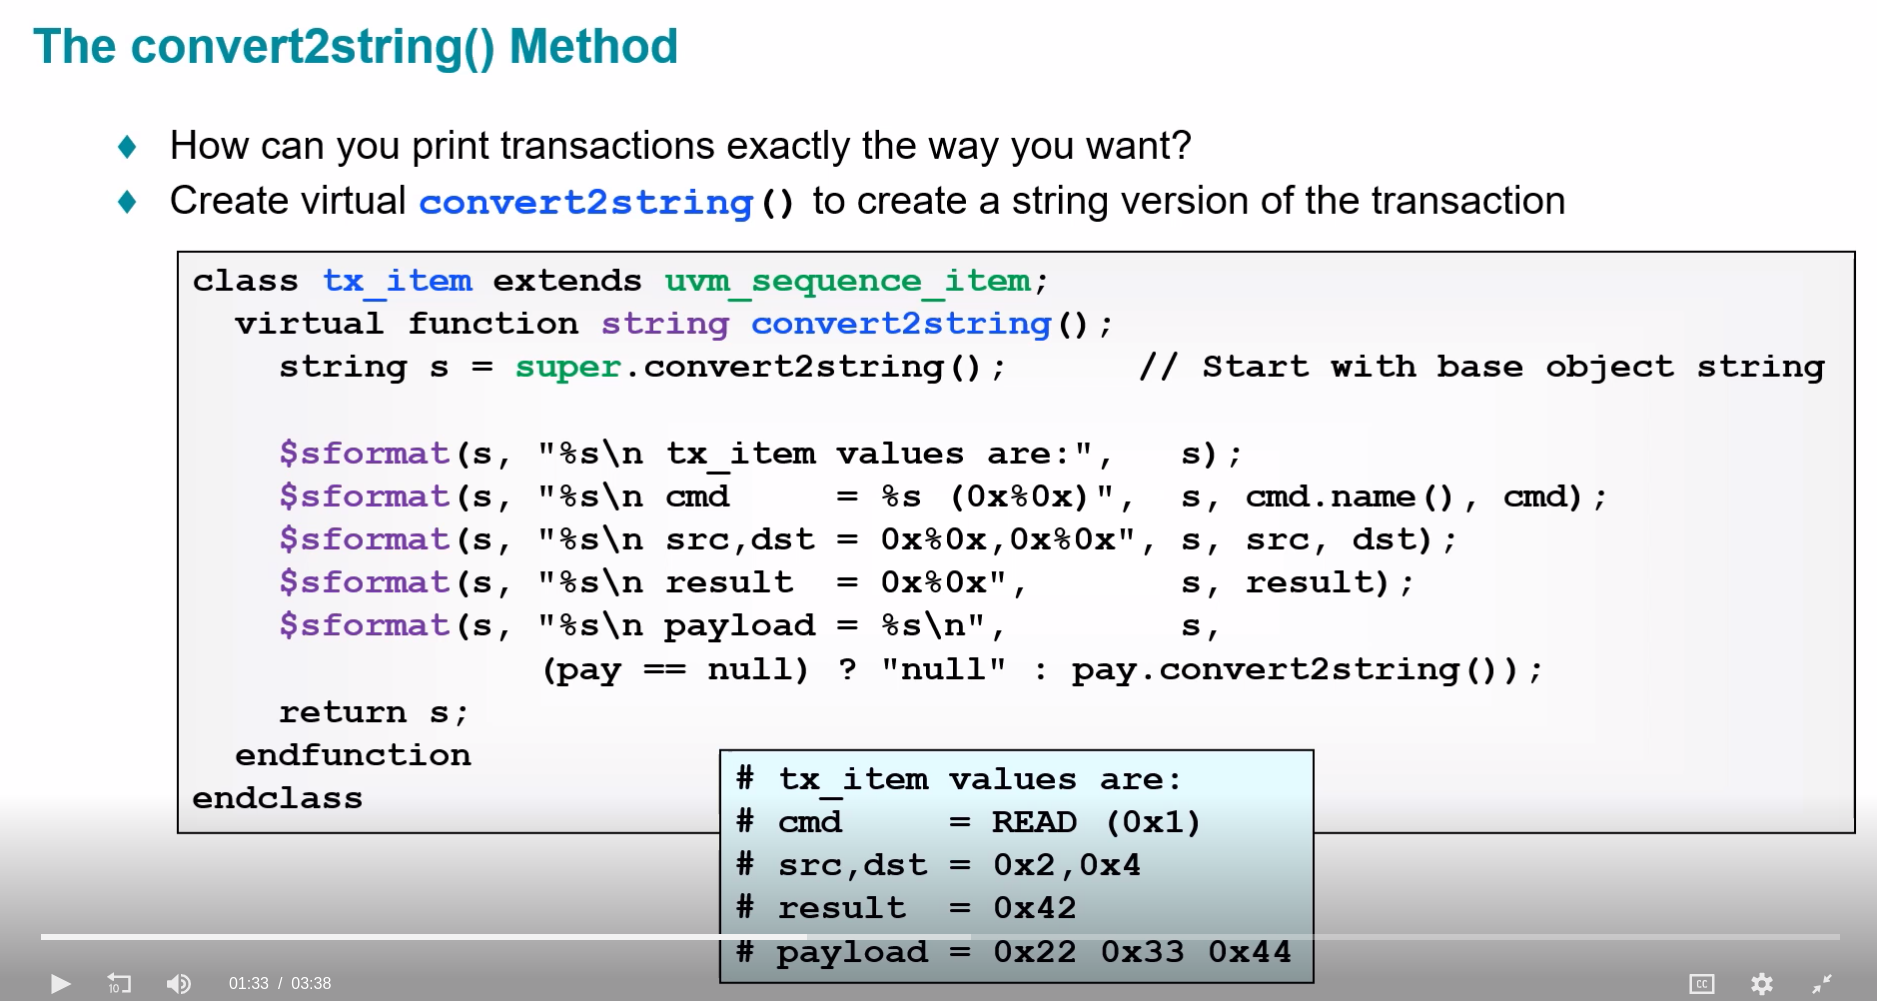 The convert2string() Method
How can you print transactions exactly the way you want?
Create virtual convert2string() to create a string version of the transaction
class tx_item extends uvm_sequence_item;
  virtual function string convert2string();
    string s = super.convert2string();      // Start with base object string
    $sformat(s, "%s\n tx_item values are:",   s);
    $sformat(s, "%s\n cmd     = %s (0x%0x)",  s, cmd.name(), cmd);
    $sformat(s, "%s\n src,dst = 0x%0x,0x%0x", s, src, dst);
    $sformat(s, "%s\n result  = 0x%0x",       s, result);
    $sformat(s, "%s\n payload = %s\n",        s,
                (pay == null) ? "null" : pay.convert2string());
    return s;
  endfunction
endclass
# tx_item values are:
# cmd     = READ (0x1)
# src,dst = 0x2,0x4
# result  = 0x42
# payload = 0x22 0x33 0x44
10 01:33 / 03:38 CC